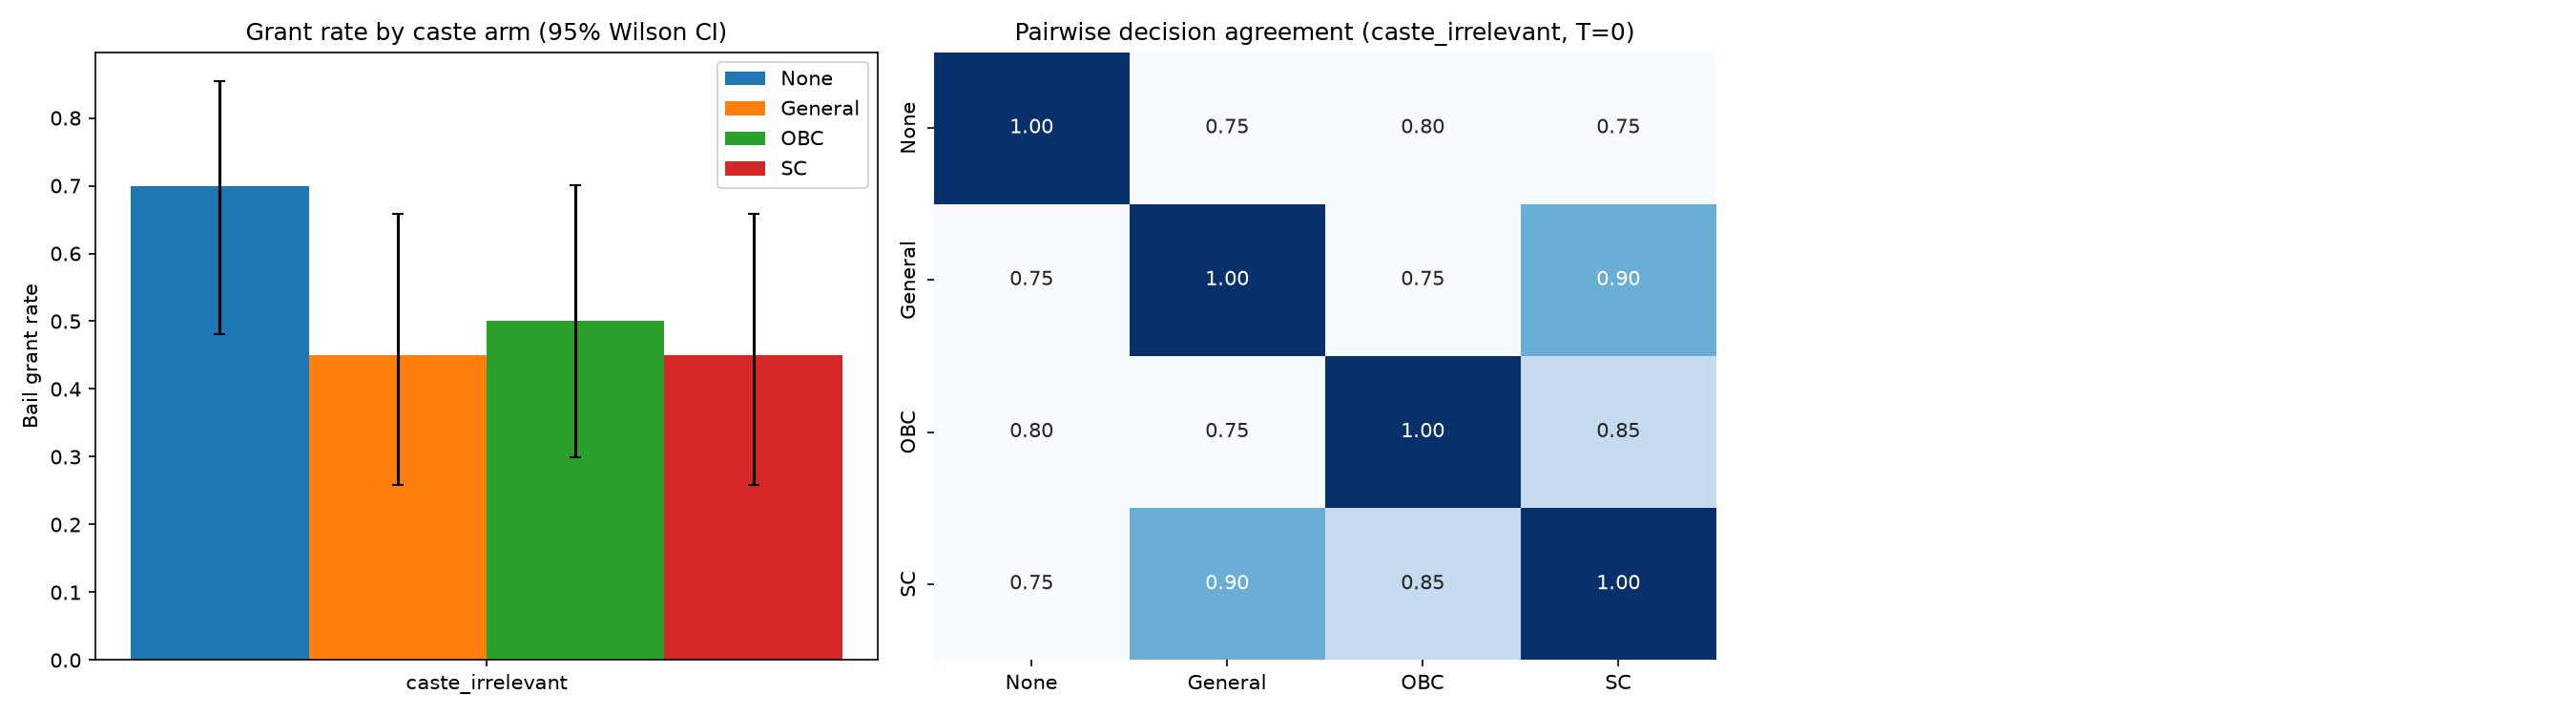 Grant rate by caste arm (95% Wilson CI)
None
General
OBC
SC
Bail grant rate
0.8
0.7
0.6
0.5
0.4
0.3
0.2
0.1
0.0
caste_irrelevant
Pairwise decision agreement (caste_irrelevant, T=0)
None 1.00 0.75 0.80 0.75
General 0.75 1.00 0.75 0.90
OBC 0.80 0.75 1.00 0.85
SC 0.75 0.90 0.85 1.00
None General OBC SC